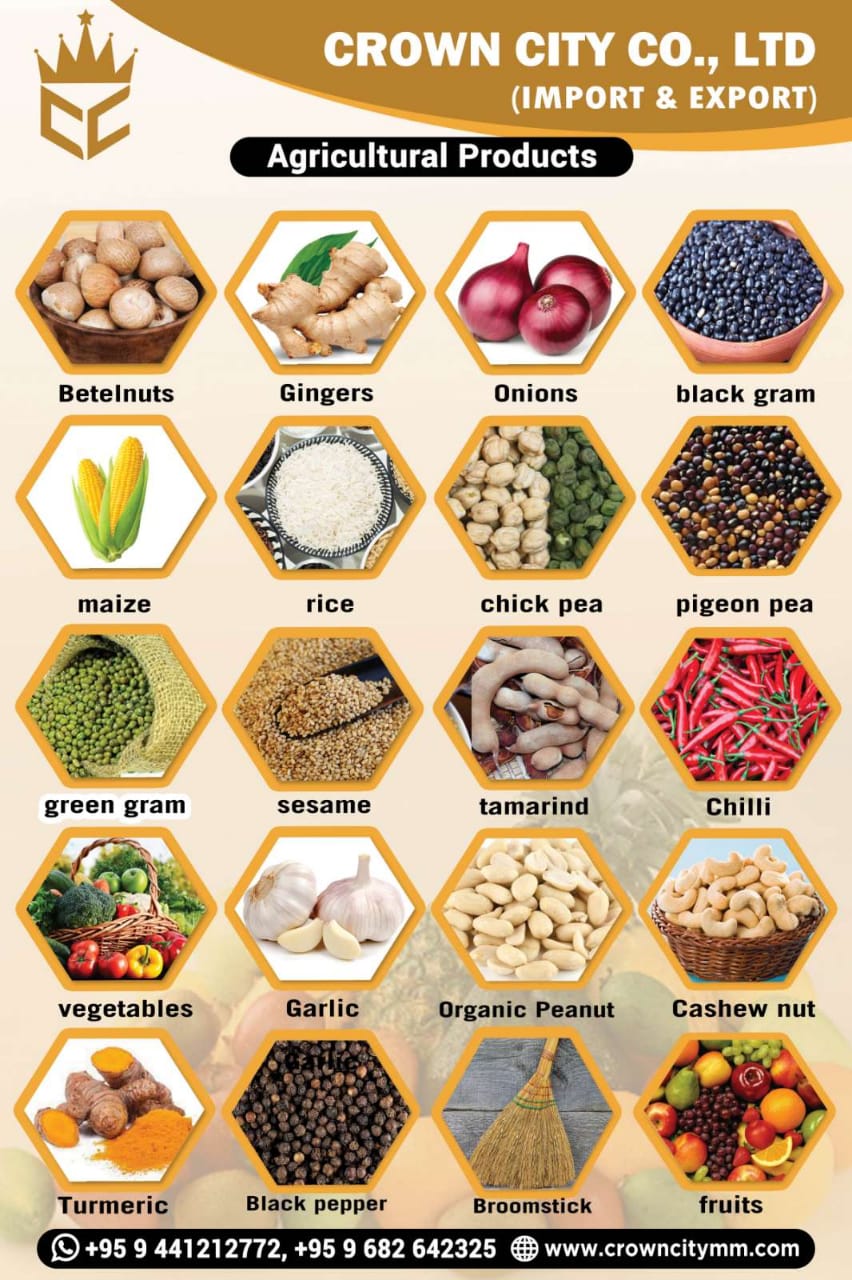 CC
CROWN CITY CO., LTD
(IMPORT & EXPORT)
Agricultural Products
Betelnuts
Gingers
Onions
black gram
maize
rice
chick pea
pigeon pea
green gram
sesame
tamarind
Chilli
vegetables
Garlic
Organic Peanut
Cashew nut
Turmeric
Black pepper
Broomstick
fruits
+95 9 441212772, +95 9 682 642325 www.crowncitymm.com